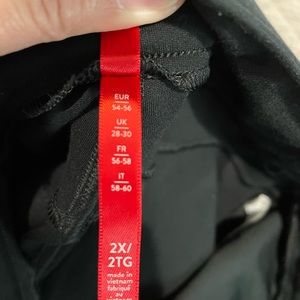 EUR
54-56
UK
28-30
FR
56-58
IT
58-60
2X/
2TG
made in
vietnam
fabriqué
au